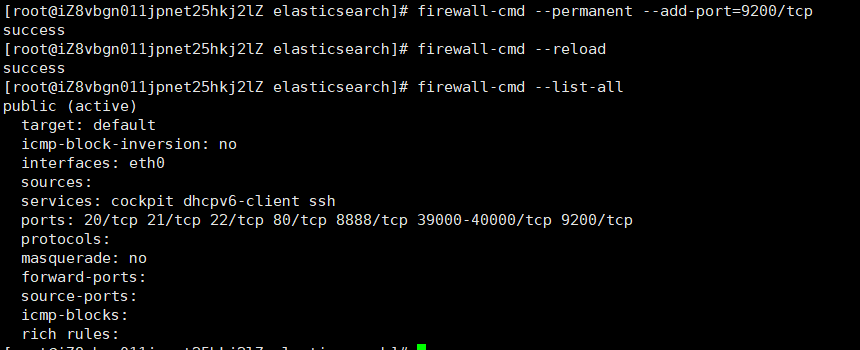 [root@iZ8vbgn011jpnet25hkj2lZ elasticsearch]# firewall-cmd --permanent --add-port=9200/tcp
success
[root@iZ8vbgn011jpnet25hkj2lZ elasticsearch]# firewall-cmd --reload
success
[root@iZ8vbgn011jpnet25hkj2lZ elasticsearch]# firewall-cmd --list-all
public (active)
  target: default
  icmp-block-inversion: no
  interfaces: eth0
  sources:
  services: cockpit dhcpv6-client ssh
  ports: 20/tcp 21/tcp 22/tcp 80/tcp 8888/tcp 39000-40000/tcp 9200/tcp
  protocols:
  masquerade: no
  forward-ports:
  source-ports:
  icmp-blocks:
  rich rules:
[root@iZ8vbgn011jpnet25hkj2lZ elasticsearch]#